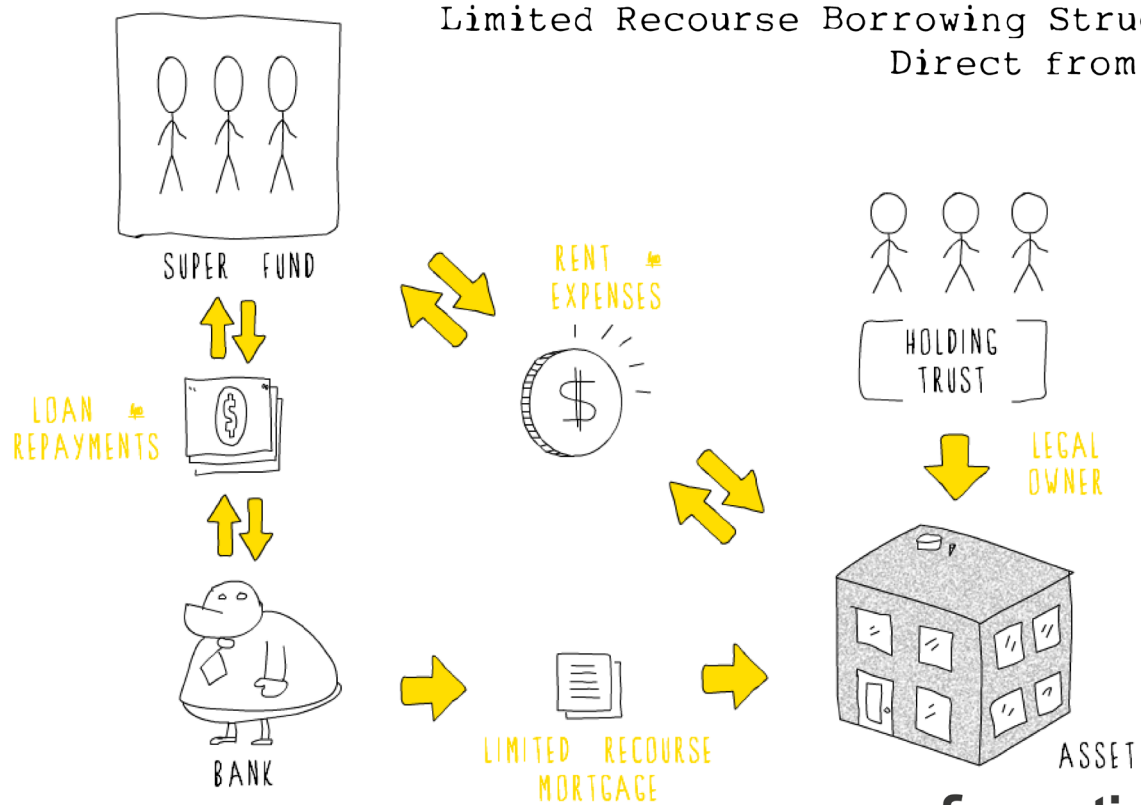 Limited Recourse Borrowing Struc
Direct from
SUPER FUND
RENT &
EXPENSES
HOLDING
TRUST
LOAN &
REPAYMENTS
LEGAL
OWNER
BANK
LIMITED RECOURSE
MORTGAGE
ASSET